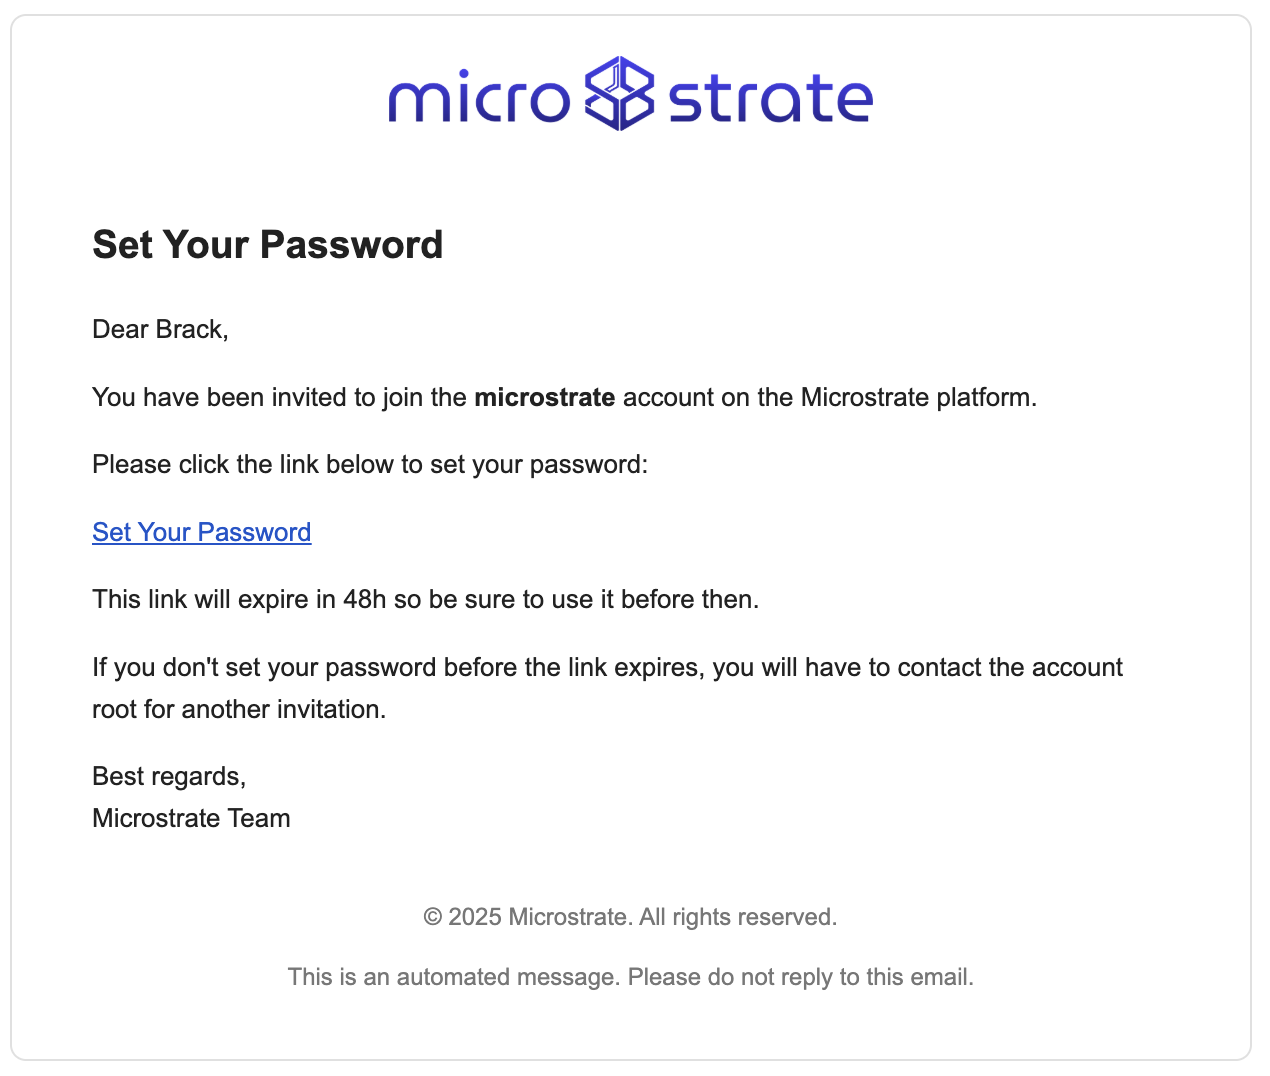 micro strate
Set Your Password
Dear Brack,
You have been invited to join the microstrate account on the Microstrate platform.
Please click the link below to set your password:
Set Your Password
This link will expire in 48h so be sure to use it before then.
If you don't set your password before the link expires, you will have to contact the account
root for another invitation.
Best regards,
Microstrate Team
© 2025 Microstrate. All rights reserved.
This is an automated message. Please do not reply to this email.